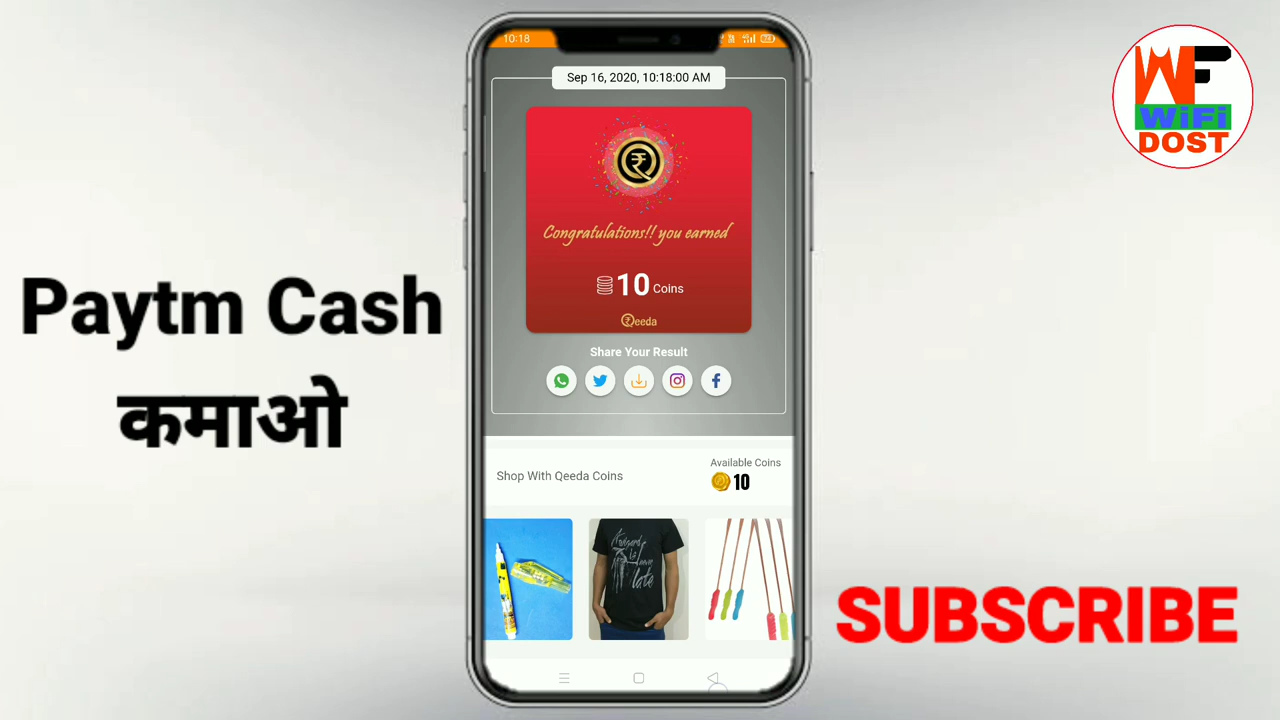 10:18
Sep 16, 2020, 10:18:00 AM
WF
WiFi
DOST
Congratulations!! you earned
10 Coins
Qeeda
Share Your Result
Paytm Cash
कमाओ
Shop With Qeeda Coins
Available Coins
10
SUBSCRIBE